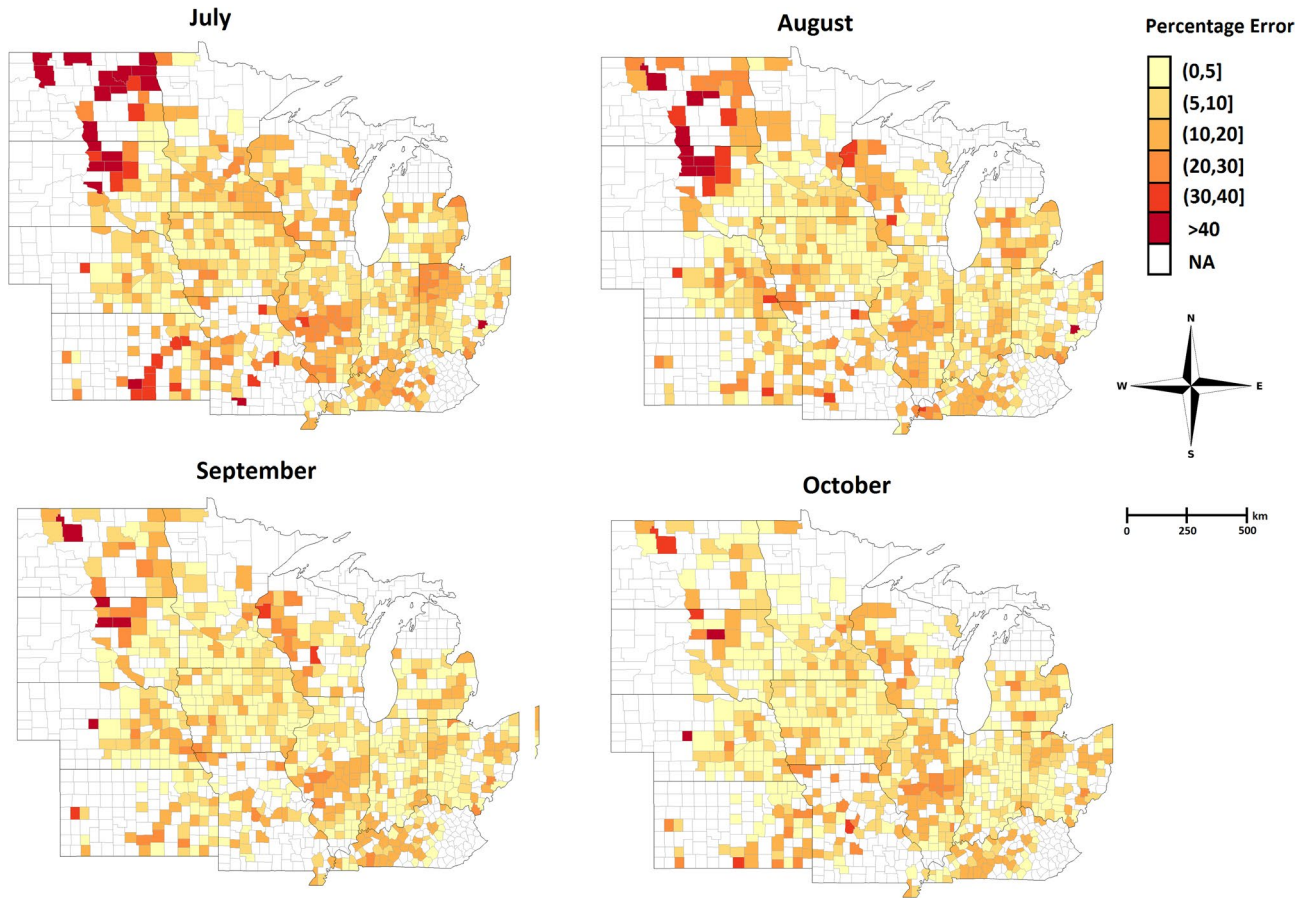 July
August
Percentage Error
(0,5]
(5,10]
(10,20]
(20,30]
(30,40]
>40
NA
N
W
E
S
September
October
km
0
250
500